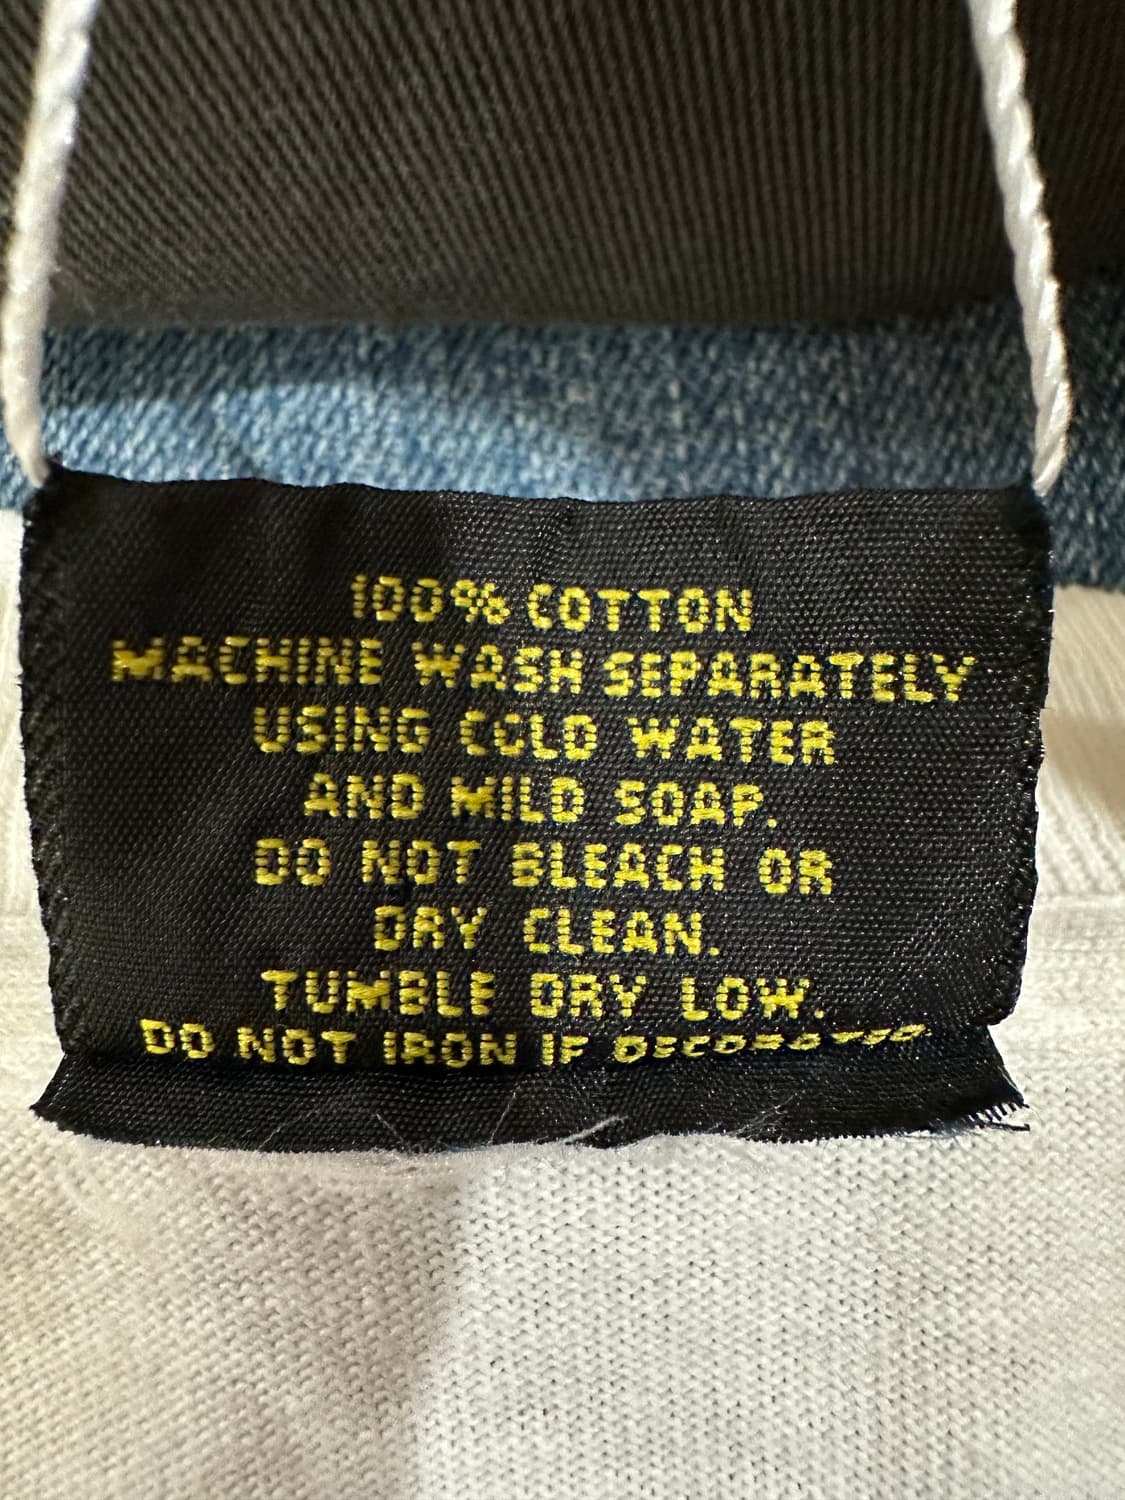 100% COTTON
MACHINE WASH SEPARATELY
USING COLD WATER
AND MILD SOAP.
DO NOT BLEACH OR
DRY CLEAN.
TUMBLE DRY LOW.
DO NOT IRON IF DECORATED